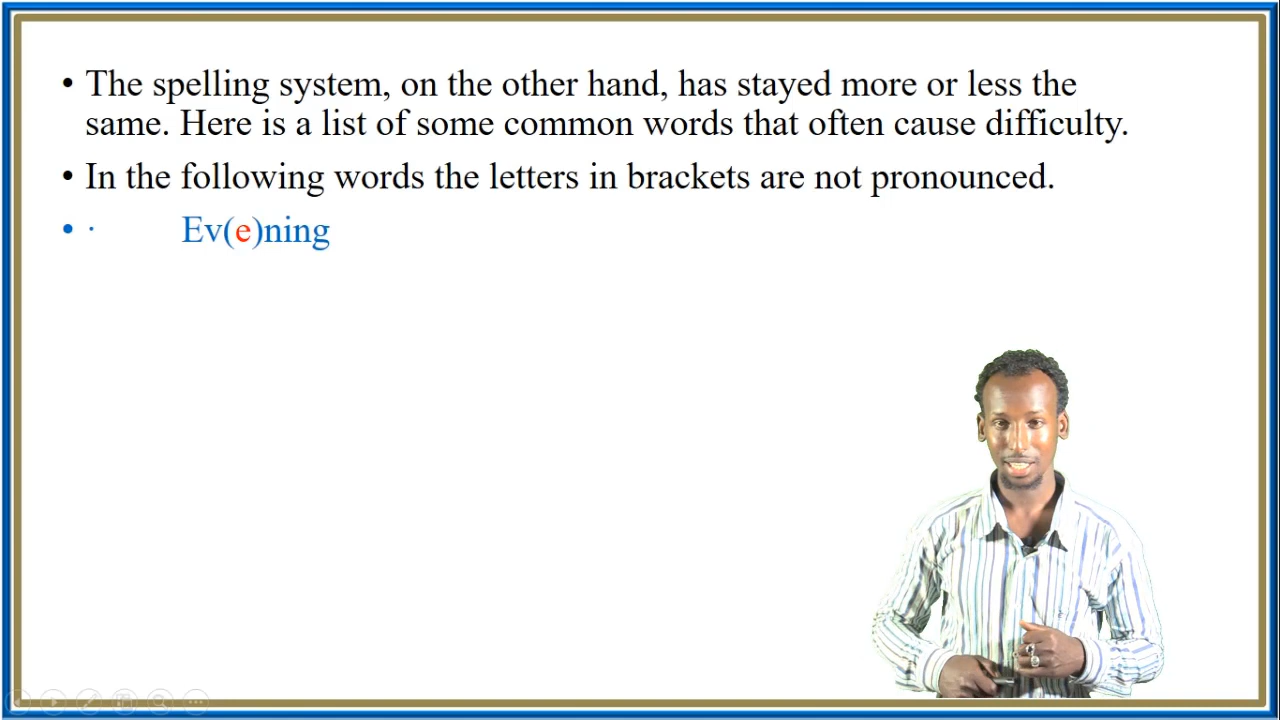 • The spelling system, on the other hand, has stayed more or less the
same. Here is a list of some common words that often cause difficulty.
• In the following words the letters in brackets are not pronounced.
• · Ev(e)ning